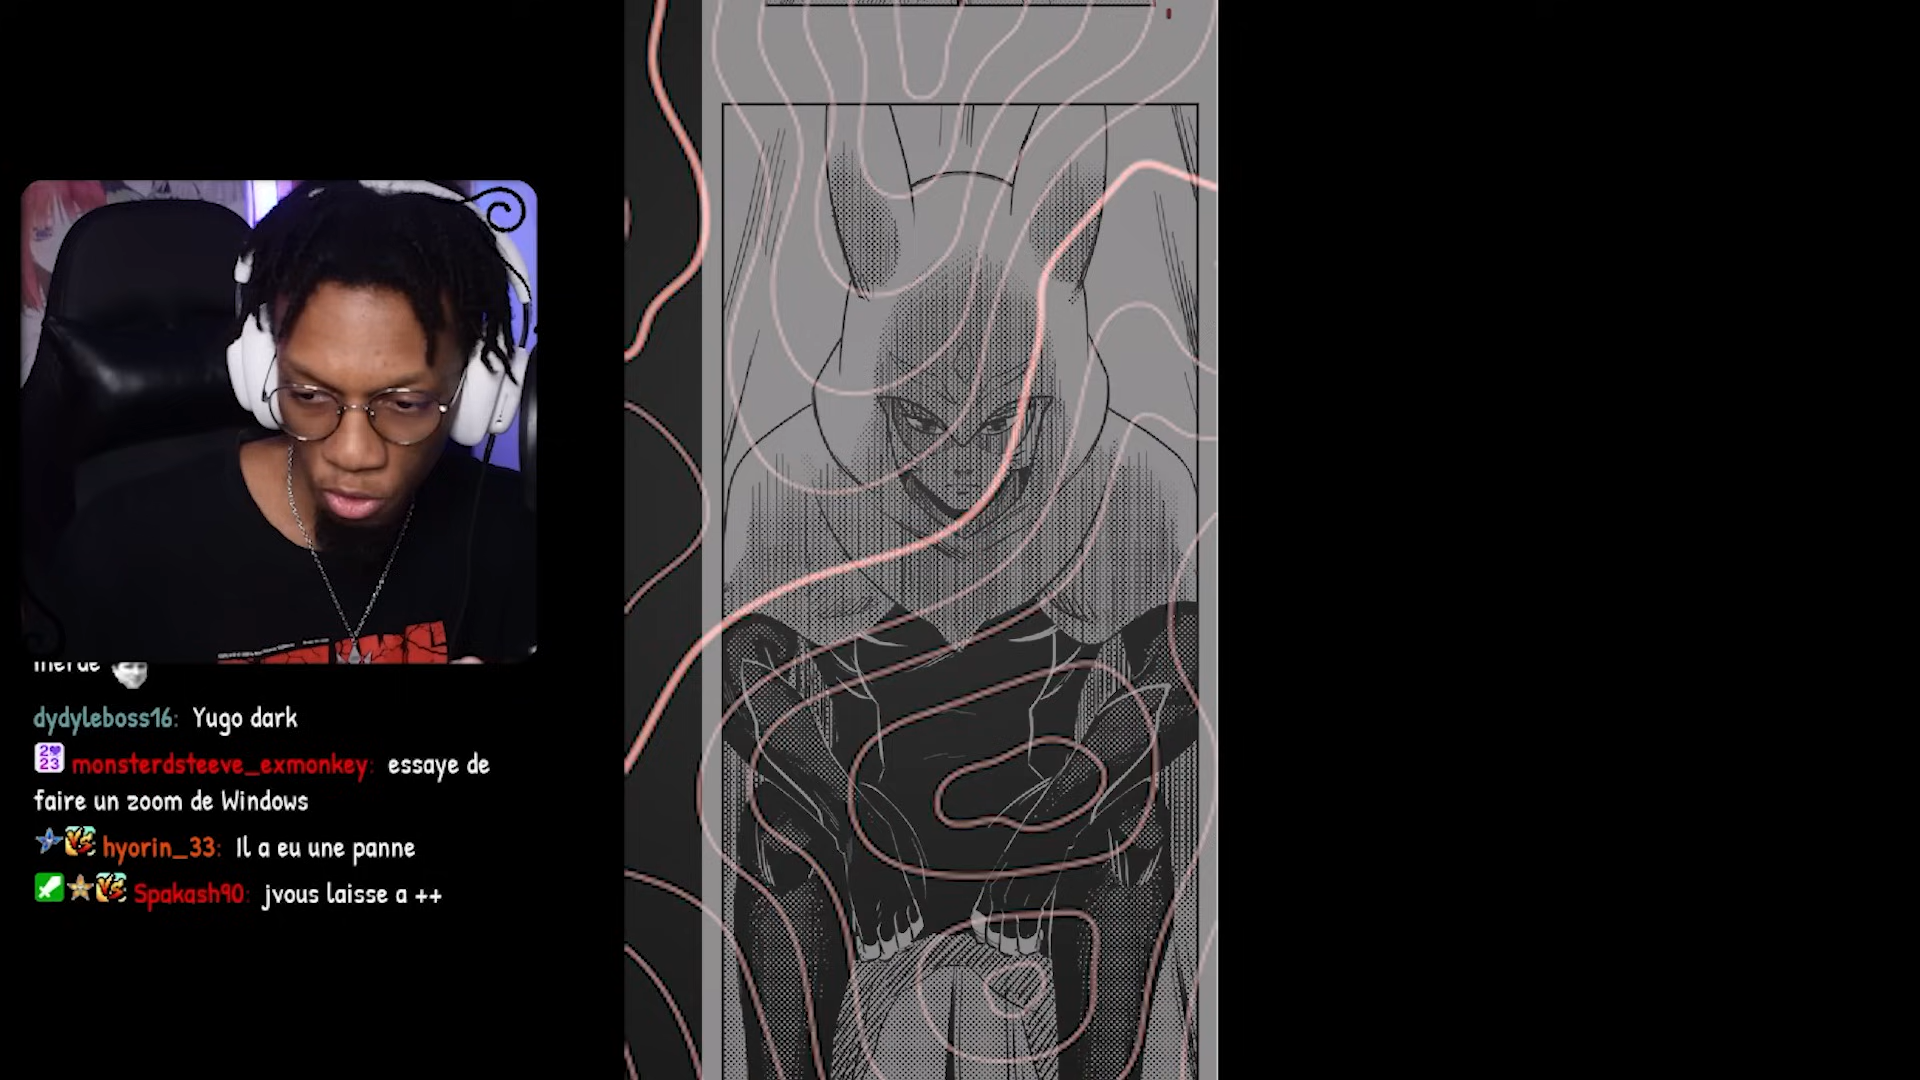 merde
dydyleboss16: Yugo dark
monsterdsteeve_exmonkey: essaye de
faire un zoom de Windows
hyorin_33: Il a eu une panne
Spakash90: jvous laisse a ++